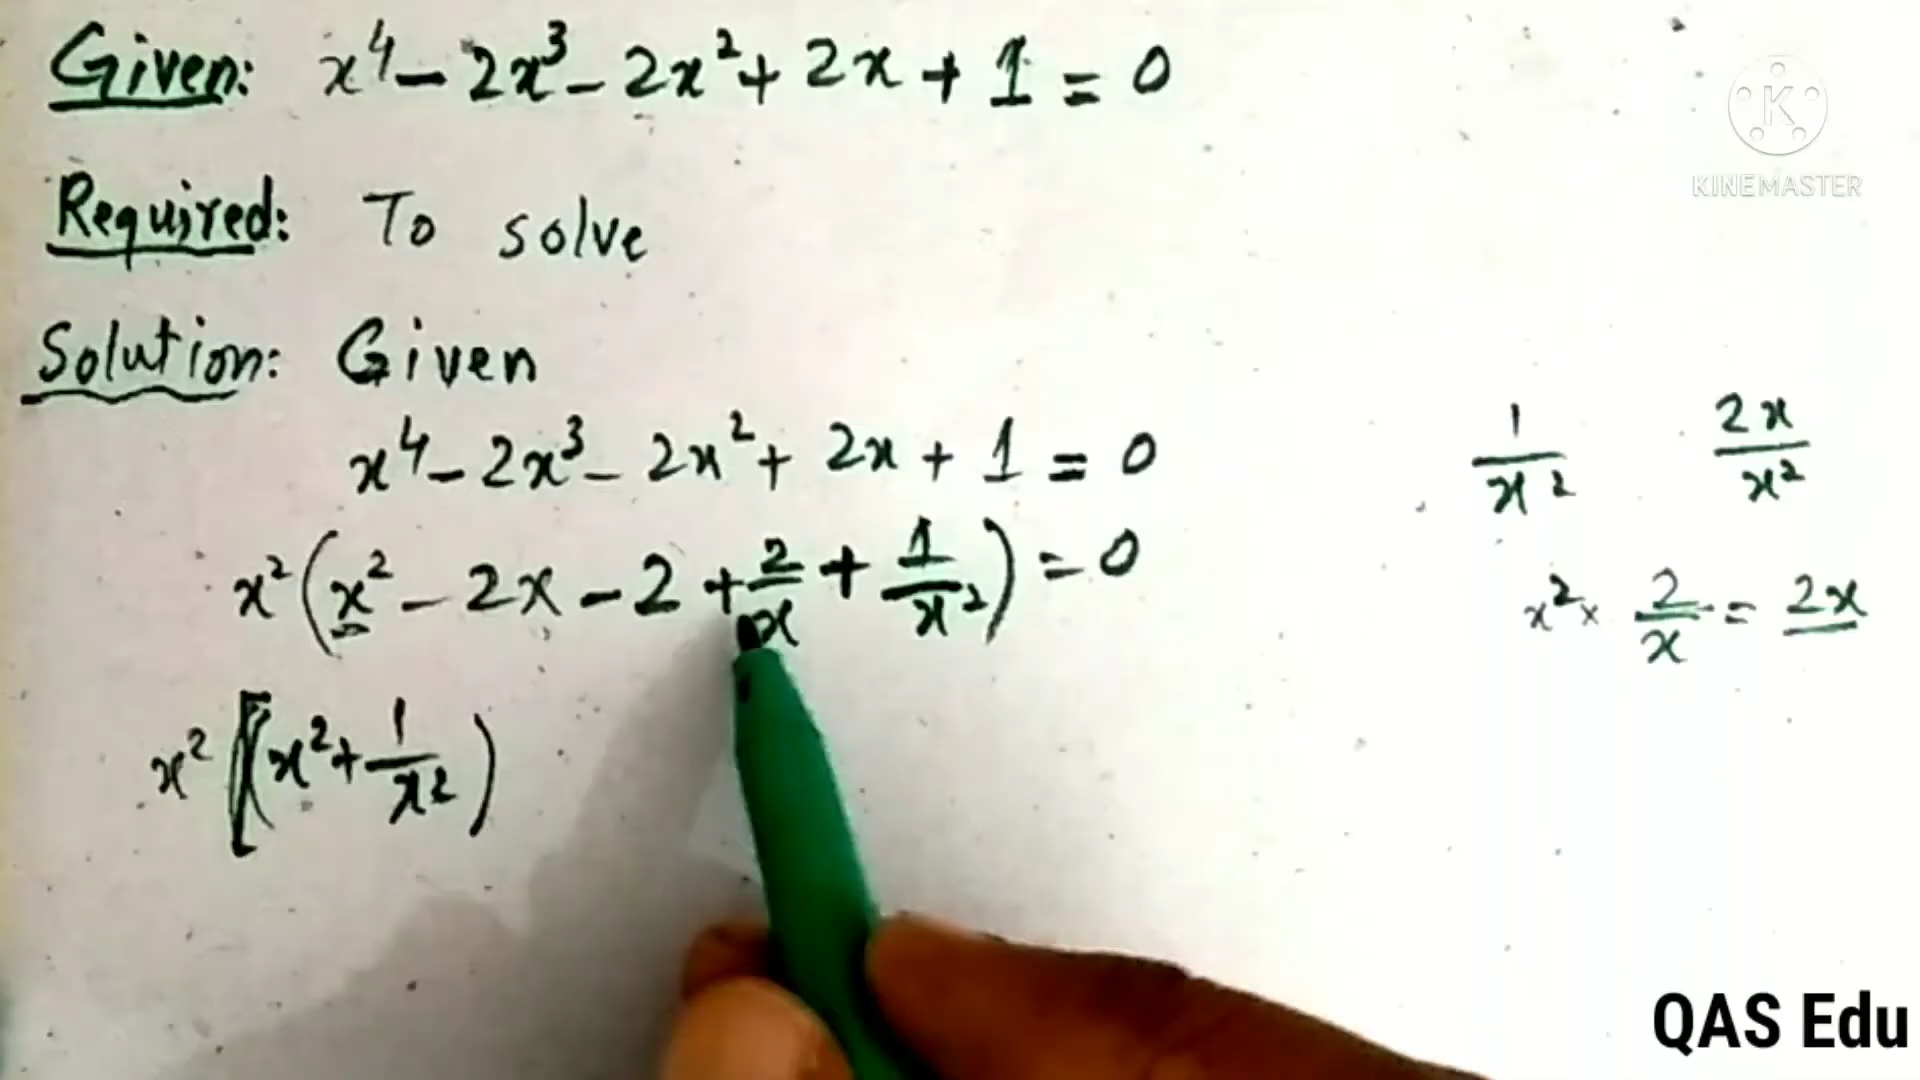 Given: x⁴ - 2x³ - 2x² + 2x + 1 = 0
K
KINEMASTER
Required: To solve
Solution: Given
x⁴ - 2x³ - 2x² + 2x + 1 = 0
x² (x² - 2x - 2 + 2/x + 1/x²) = 0
x² [(x² + 1/x²)
1/x² 2x/x²
x² × 2/x = 2x
QAS Edu